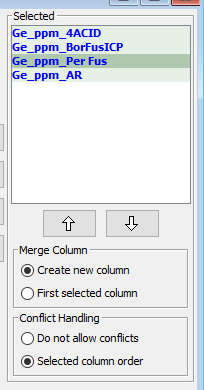 Selected
Ge_ppm_4ACID
Ge_ppm_BorFusICP
Ge_ppm_Per Fus
Ge_ppm_AR
Merge Column
Create new column
First selected column
Conflict Handling
Do not allow conflicts
Selected column order